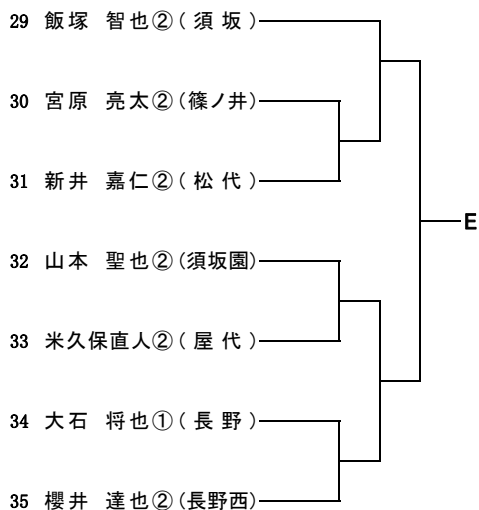 29 飯塚 智也②(須坂)
30 宮原 亮太②(篠ノ井)
31 新井 嘉仁②(松代)
32 山本 聖也②(須坂園)
E
33 米久保直人②(屋代)
34 大石 将也①(長野)
35 櫻井 達也②(長野西)